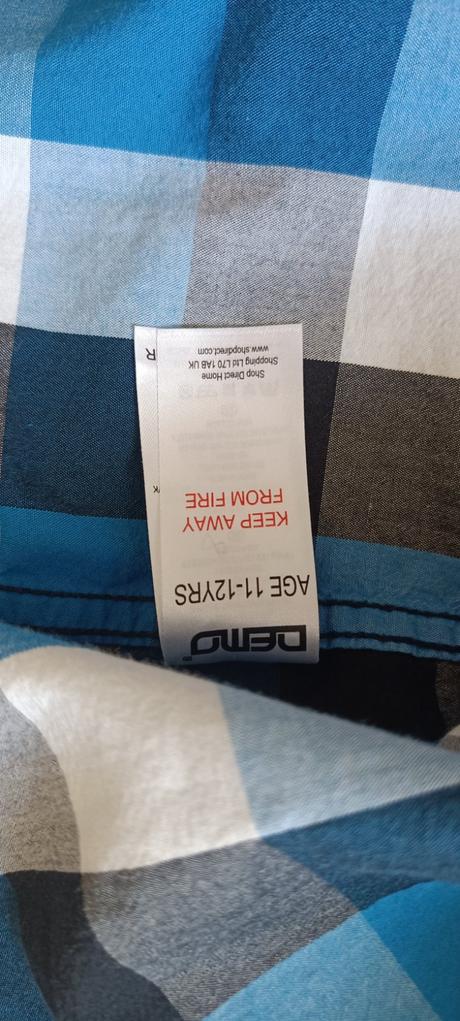 DEMO
AGE 11-12YRS
KEEP AWAY
FROM FIRE
Shop Direct Home
Shopping Ltd L70 1AB UK
www.shopdirect.com
R
K